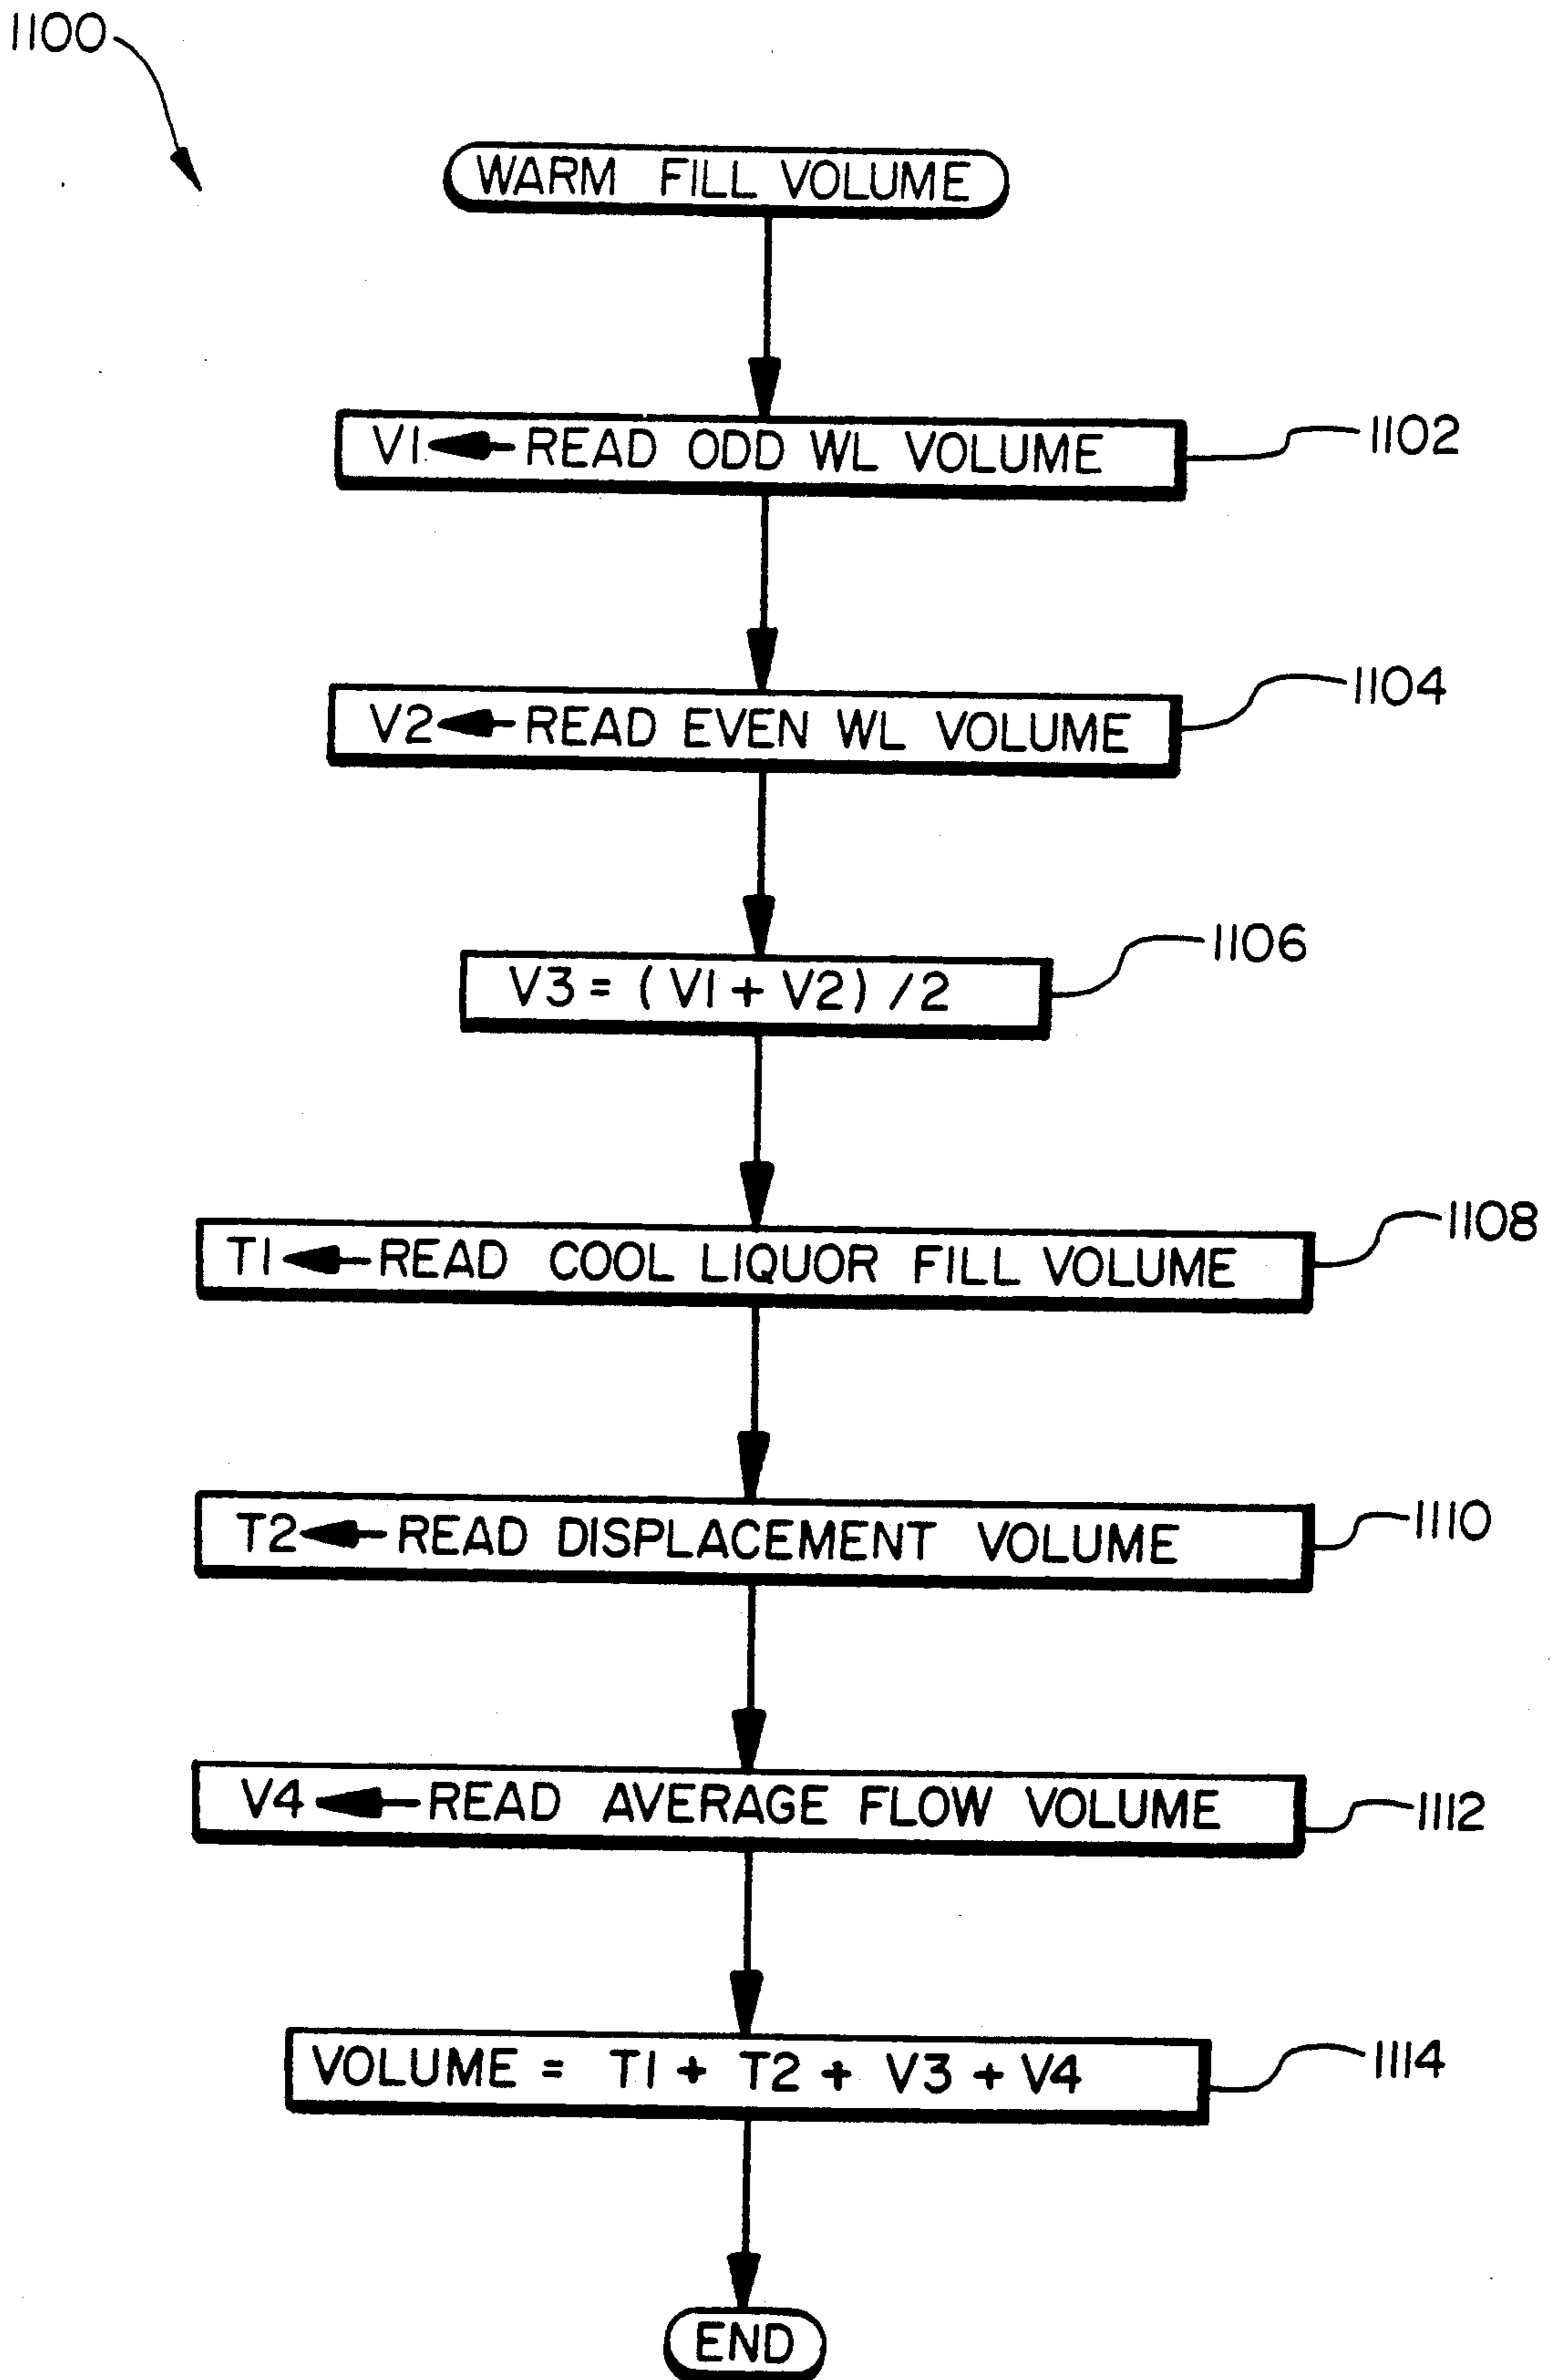 1100
WARM FILL VOLUME
V1 ← READ ODD WL VOLUME
1102
V2 ← READ EVEN WL VOLUME
1104
V3 = (V1 + V2) / 2
1106
T1 ← READ COOL LIQUOR FILL VOLUME
1108
T2 ← READ DISPLACEMENT VOLUME
1110
V4 ← READ AVERAGE FLOW VOLUME
1112
VOLUME = T1 + T2 + V3 + V4
1114
END